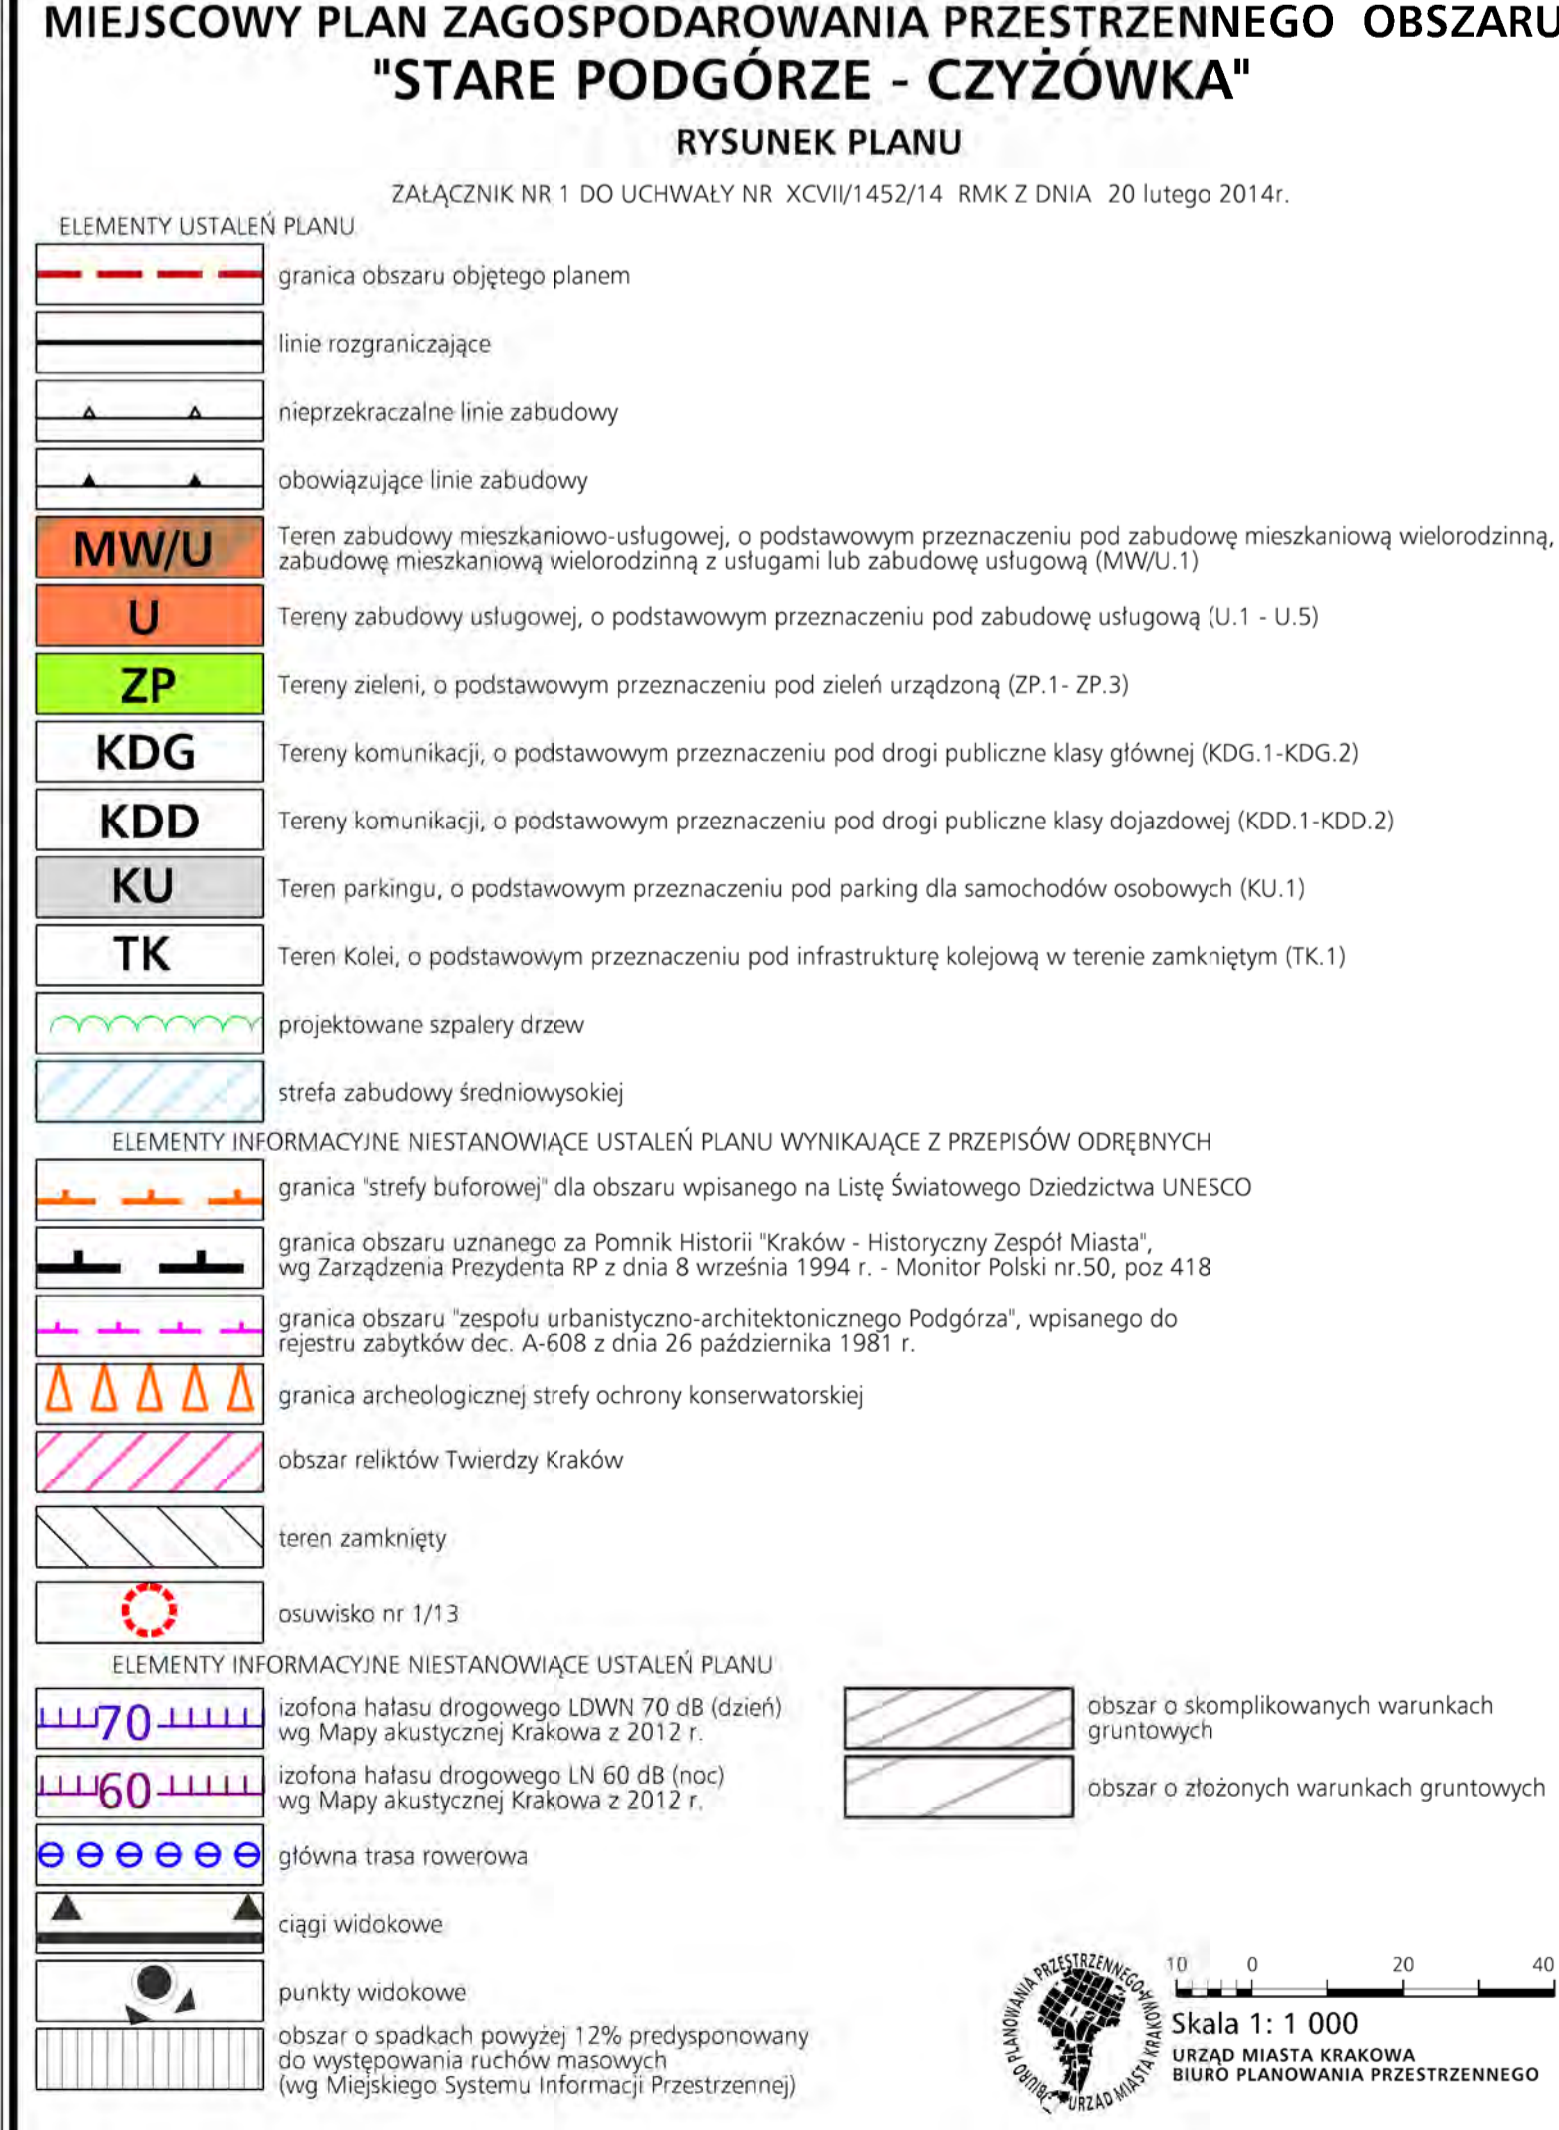 MIEJSCOWY PLAN ZAGOSPODAROWANIA PRZESTRZENNEGO OBSZARU
"STARE PODGÓRZE - CZYŻÓWKA"
RYSUNEK PLANU
ZAŁĄCZNIK NR 1 DO UCHWAŁY NR XCVII/1452/14 RMK Z DNIA 20 lutego 2014r.
ELEMENTY USTALEŃ PLANU
granica obszaru objętego planem
linie rozgraniczające
nieprzekraczalne linie zabudowy
obowiązujące linie zabudowy
MW/U
Teren zabudowy mieszkaniowo-usługowej, o podstawowym przeznaczeniu pod zabudowę mieszkaniową wielorodzinną,
zabudowę mieszkaniową wielorodzinną z usługami lub zabudowę usługową (MW/U.1)
U
Tereny zabudowy usługowej, o podstawowym przeznaczeniu pod zabudowę usługową (U.1 - U.5)
ZP
Tereny zieleni, o podstawowym przeznaczeniu pod zieleń urządzoną (ZP.1- ZP.3)
KDG
Tereny komunikacji, o podstawowym przeznaczeniu pod drogi publiczne klasy głównej (KDG.1-KDG.2)
KDD
Tereny komunikacji, o podstawowym przeznaczeniu pod drogi publiczne klasy dojazdowej (KDD.1-KDD.2)
KU
Teren parkingu, o podstawowym przeznaczeniu pod parking dla samochodów osobowych (KU.1)
TK
Teren Kolei, o podstawowym przeznaczeniu pod infrastrukturę kolejową w terenie zamkniętym (TK.1)
projektowane szpalery drzew
strefa zabudowy średniowysokiej
ELEMENTY INFORMACYJNE NIESTANOWIĄCE USTALEŃ PLANU WYNIKAJĄCE Z PRZEPISÓW ODRĘBNYCH
granica "strefy buforowej" dla obszaru wpisanego na Listę Światowego Dziedzictwa UNESCO
granica obszaru uznanego za Pomnik Historii "Kraków - Historyczny Zespół Miasta",
wg Zarządzenia Prezydenta RP z dnia 8 września 1994 r. - Monitor Polski nr.50, poz 418
granica obszaru "zespołu urbanistyczno-architektonicznego Podgórza", wpisanego do
rejestru zabytków dec. A-608 z dnia 26 października 1981 r.
granica archeologicznej strefy ochrony konserwatorskiej
obszar reliktów Twierdzy Kraków
teren zamknięty
osuwisko nr 1/13
ELEMENTY INFORMACYJNE NIESTANOWIĄCE USTALEŃ PLANU
70
izofona hałasu drogowego LDWN 70 dB (dzień)
wg Mapy akustycznej Krakowa z 2012 r.
60
izofona hałasu drogowego LN 60 dB (noc)
wg Mapy akustycznej Krakowa z 2012 r.
główna trasa rowerowa
ciągi widokowe
punkty widokowe
obszar o spadkach powyżej 12% predysponowany
do występowania ruchów masowych
(wg Miejskiego Systemu Informacji Przestrzennej)
obszar o skomplikowanych warunkach
gruntowych
obszar o złożonych warunkach gruntowych
BIURO PLANOWANIA PRZESTRZENNEGO
URZĄD MIASTA KRAKOWA
10 0 20 40
Skala 1: 1 000
URZĄD MIASTA KRAKOWA
BIURO PLANOWANIA PRZESTRZENNEGO